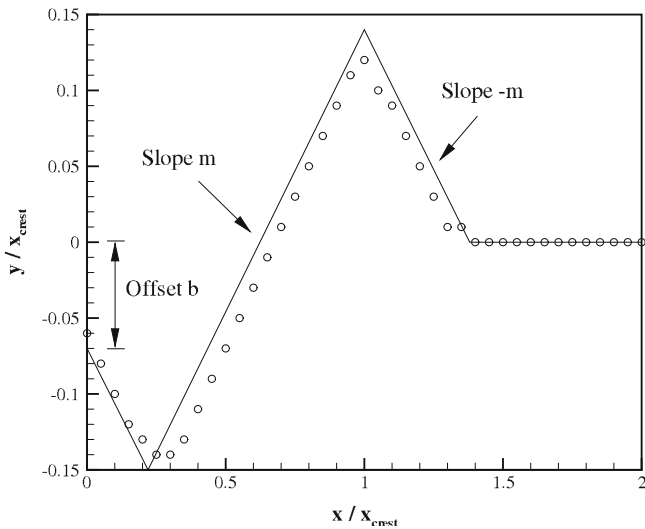 0.15
0.1
0.05
0
-0.05
-0.1
-0.15
y / x_crest
Slope m
Slope -m
Offset b
0
0.5
1
1.5
2
x / x_crest